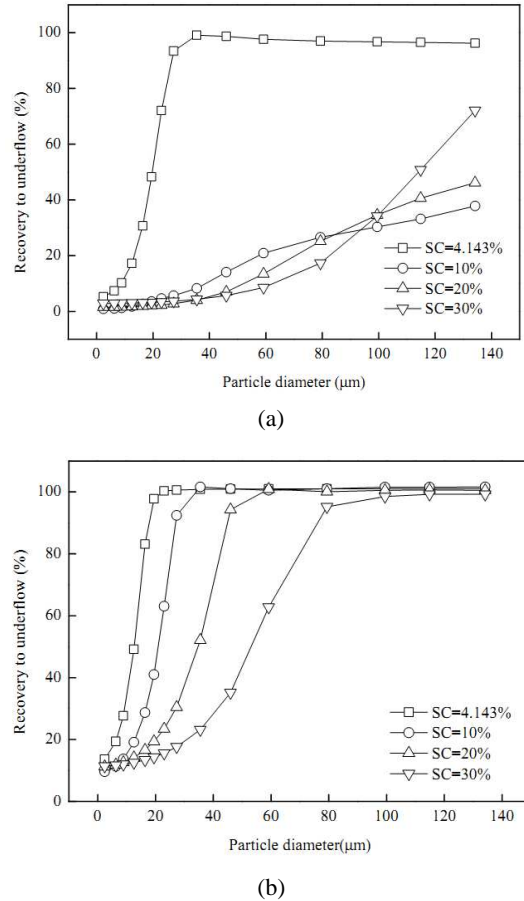 100
80
60
40
20
0
Recovery to underflow (%)
SC=4.143%
SC=10%
SC=20%
SC=30%
0 20 40 60 80 100 120 140
Particle diameter (μm)
(a)
100
80
60
40
20
0
Recovery to underflow (%)
SC=4.143%
SC=10%
SC=20%
SC=30%
0 20 40 60 80 100 120 140
Particle diameter(μm)
(b)